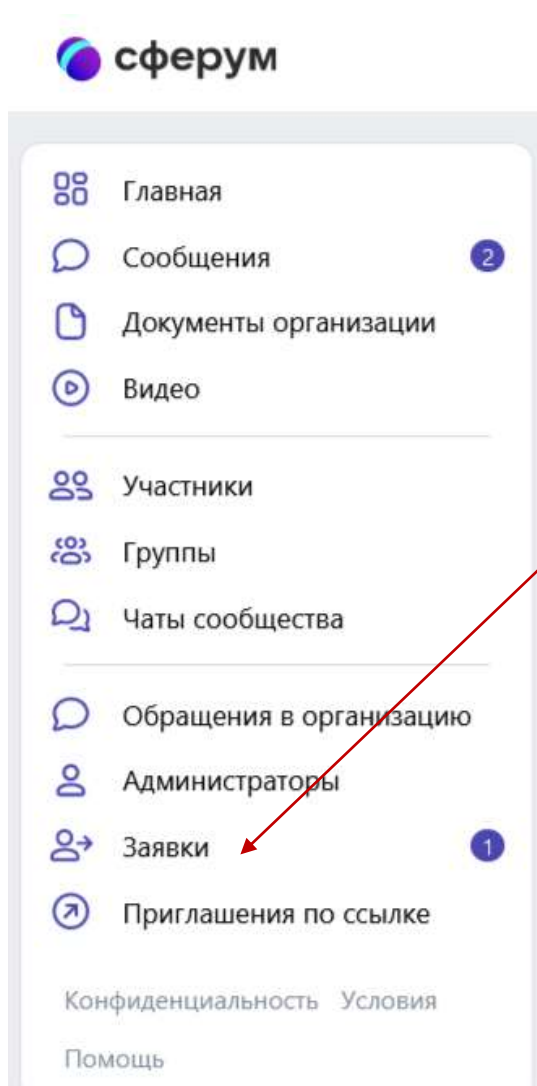 сферум
Главная
Сообщения 2
Документы организации
Видео
Участники
Группы
Чаты сообщества
Обращения в организацию
Администраторы
Заявки 1
Приглашения по ссылке
Конфиденциальность Условия
Помощь